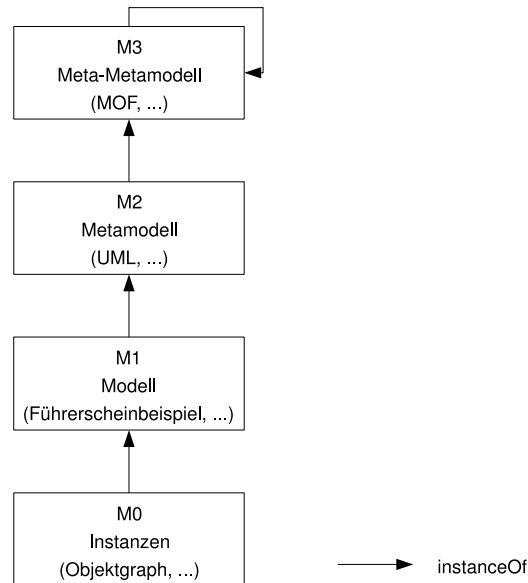 M3
Meta-Metamodell
(MOF, ...)
M2
Metamodell
(UML, ...)
M1
Modell
(Führerscheinbeispiel, ...)
M0
Instanzen
(Objektgraph, ...)
instanceOf